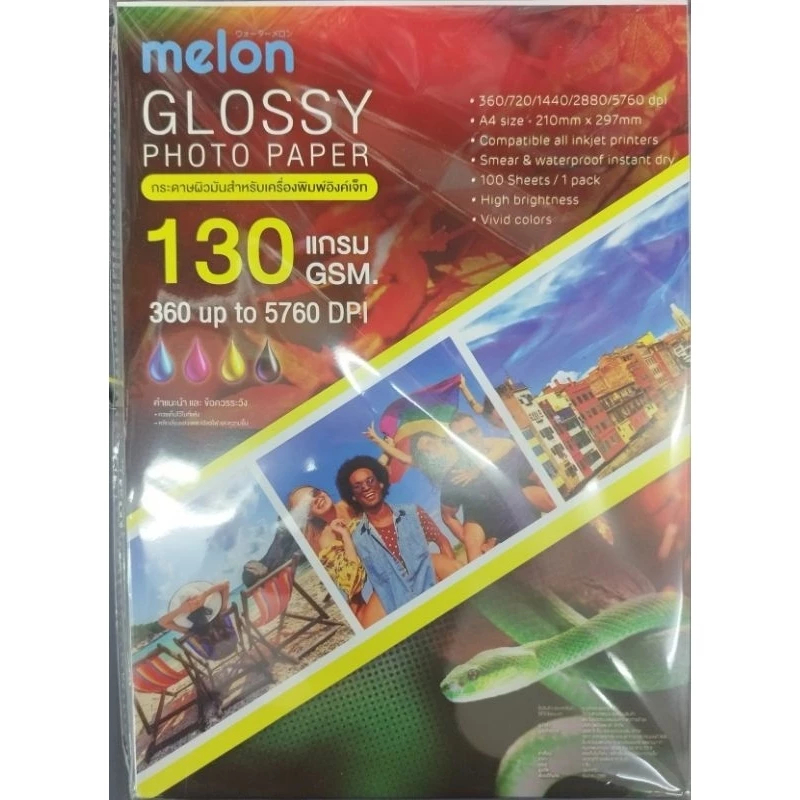 ウォーターメロン
melon
GLOSSY
PHOTO PAPER
กระดาษผิวมันสำหรับเครื่องพิมพ์อิงค์เจ็ท
130 แกรม
GSM.
360 up to 5760 DPI
คำแนะนำ และ ข้อควรระวัง
• 360/720/1440/2880/5760 dpi
• A4 size - 210mm x 297mm
• Compatible all inkjet printers
• Smear & waterproof instant dry
• 100 Sheets / 1 pack
• High brightness
• Vivid colors